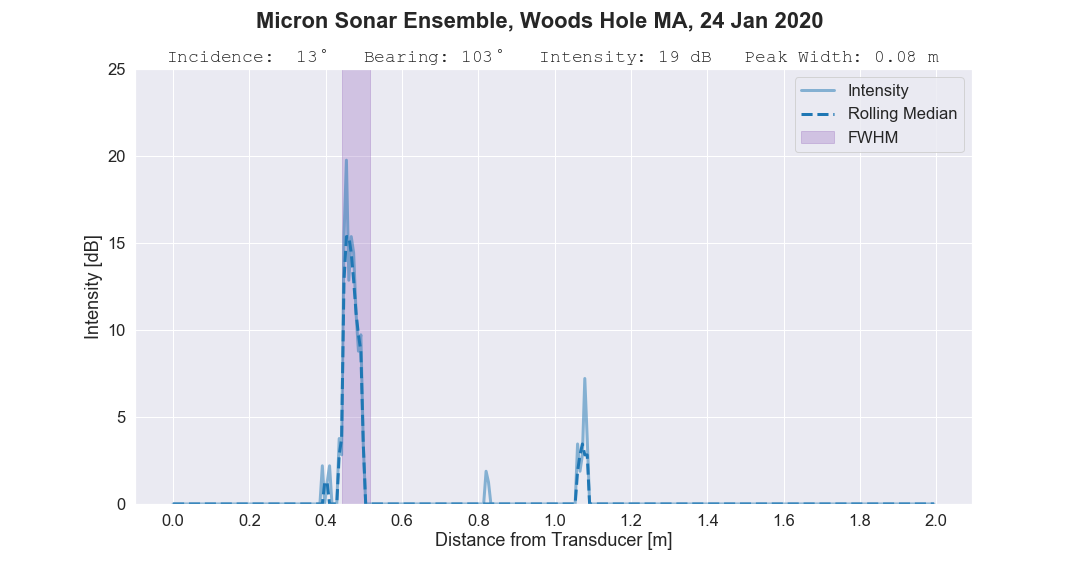 Micron Sonar Ensemble, Woods Hole MA, 24 Jan 2020
Incidence:  13°   Bearing: 103°   Intensity: 19 dB   Peak Width: 0.08 m
25
20
15
10
5
0
Intensity [dB]
Intensity
Rolling Median
FWHM
0.0 0.2 0.4 0.6 0.8 1.0 1.2 1.4 1.6 1.8 2.0
Distance from Transducer [m]